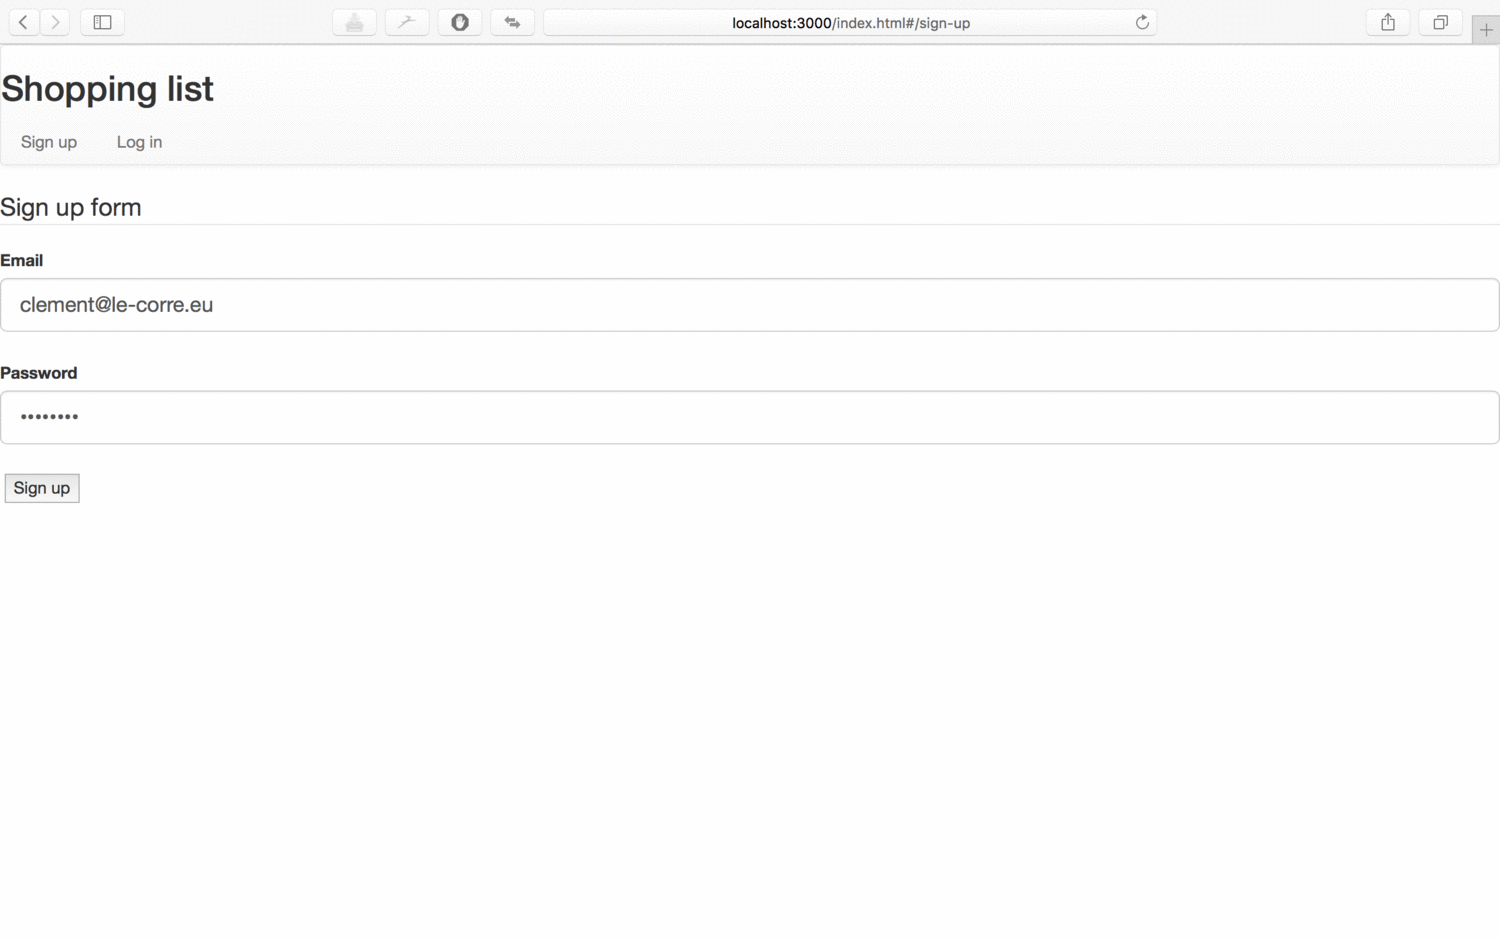 localhost:3000/index.html#/sign-up
Shopping list
Sign up Log in
Sign up form
Email
clement@le-corre.eu
Password
••••••••
Sign up